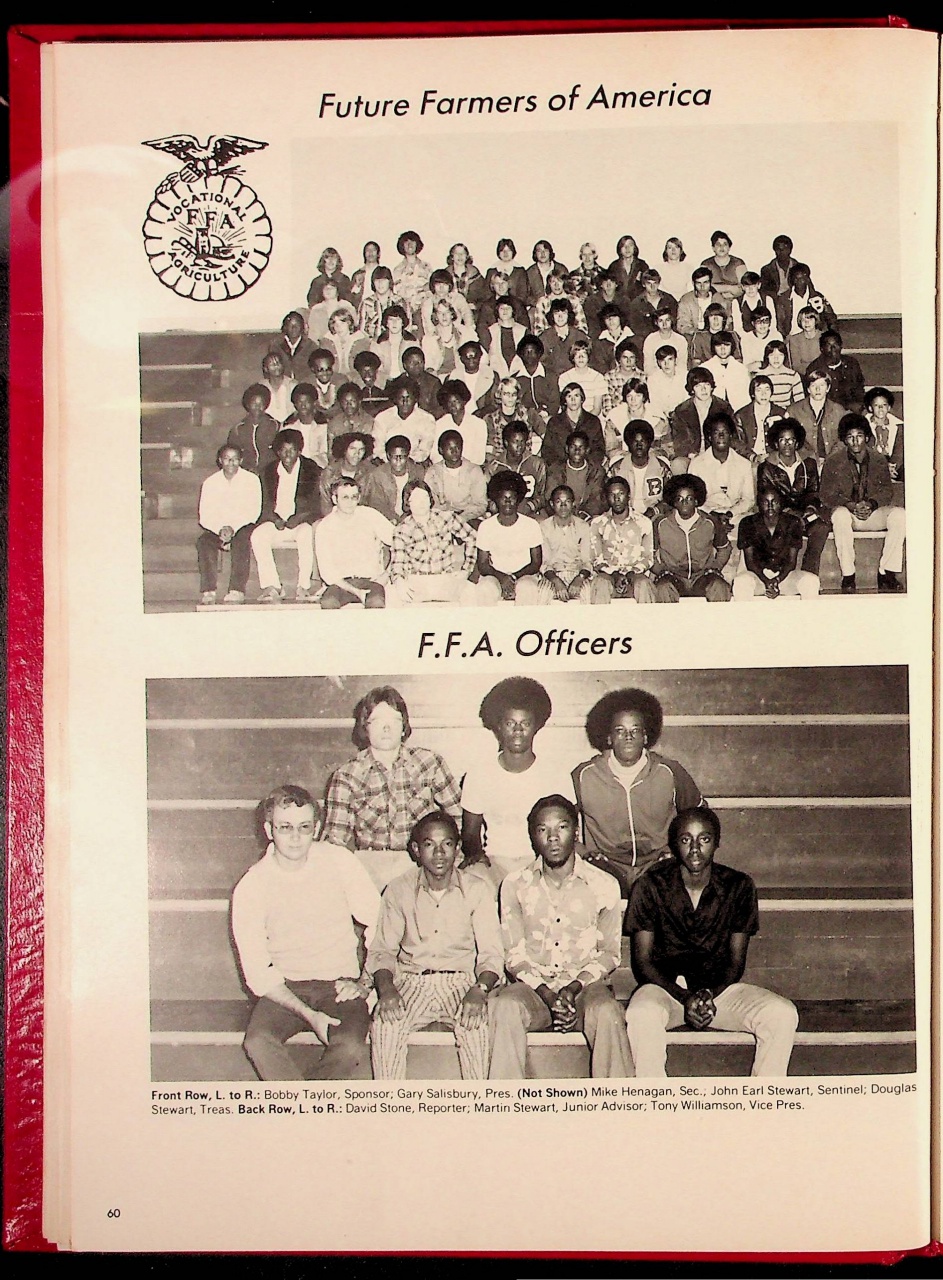 Future Farmers of America
VOCATIONAL
FFA
AGRICULTURE
B
B
B
F.F.A. Officers
Front Row, L. to R.: Bobby Taylor, Sponsor; Gary Salisbury, Pres. (Not Shown) Mike Henagan, Sec.; John Earl Stewart, Sentinel; Douglas
Stewart, Treas. Back Row, L. to R.: David Stone, Reporter; Martin Stewart, Junior Advisor; Tony Williamson, Vice Pres.
60